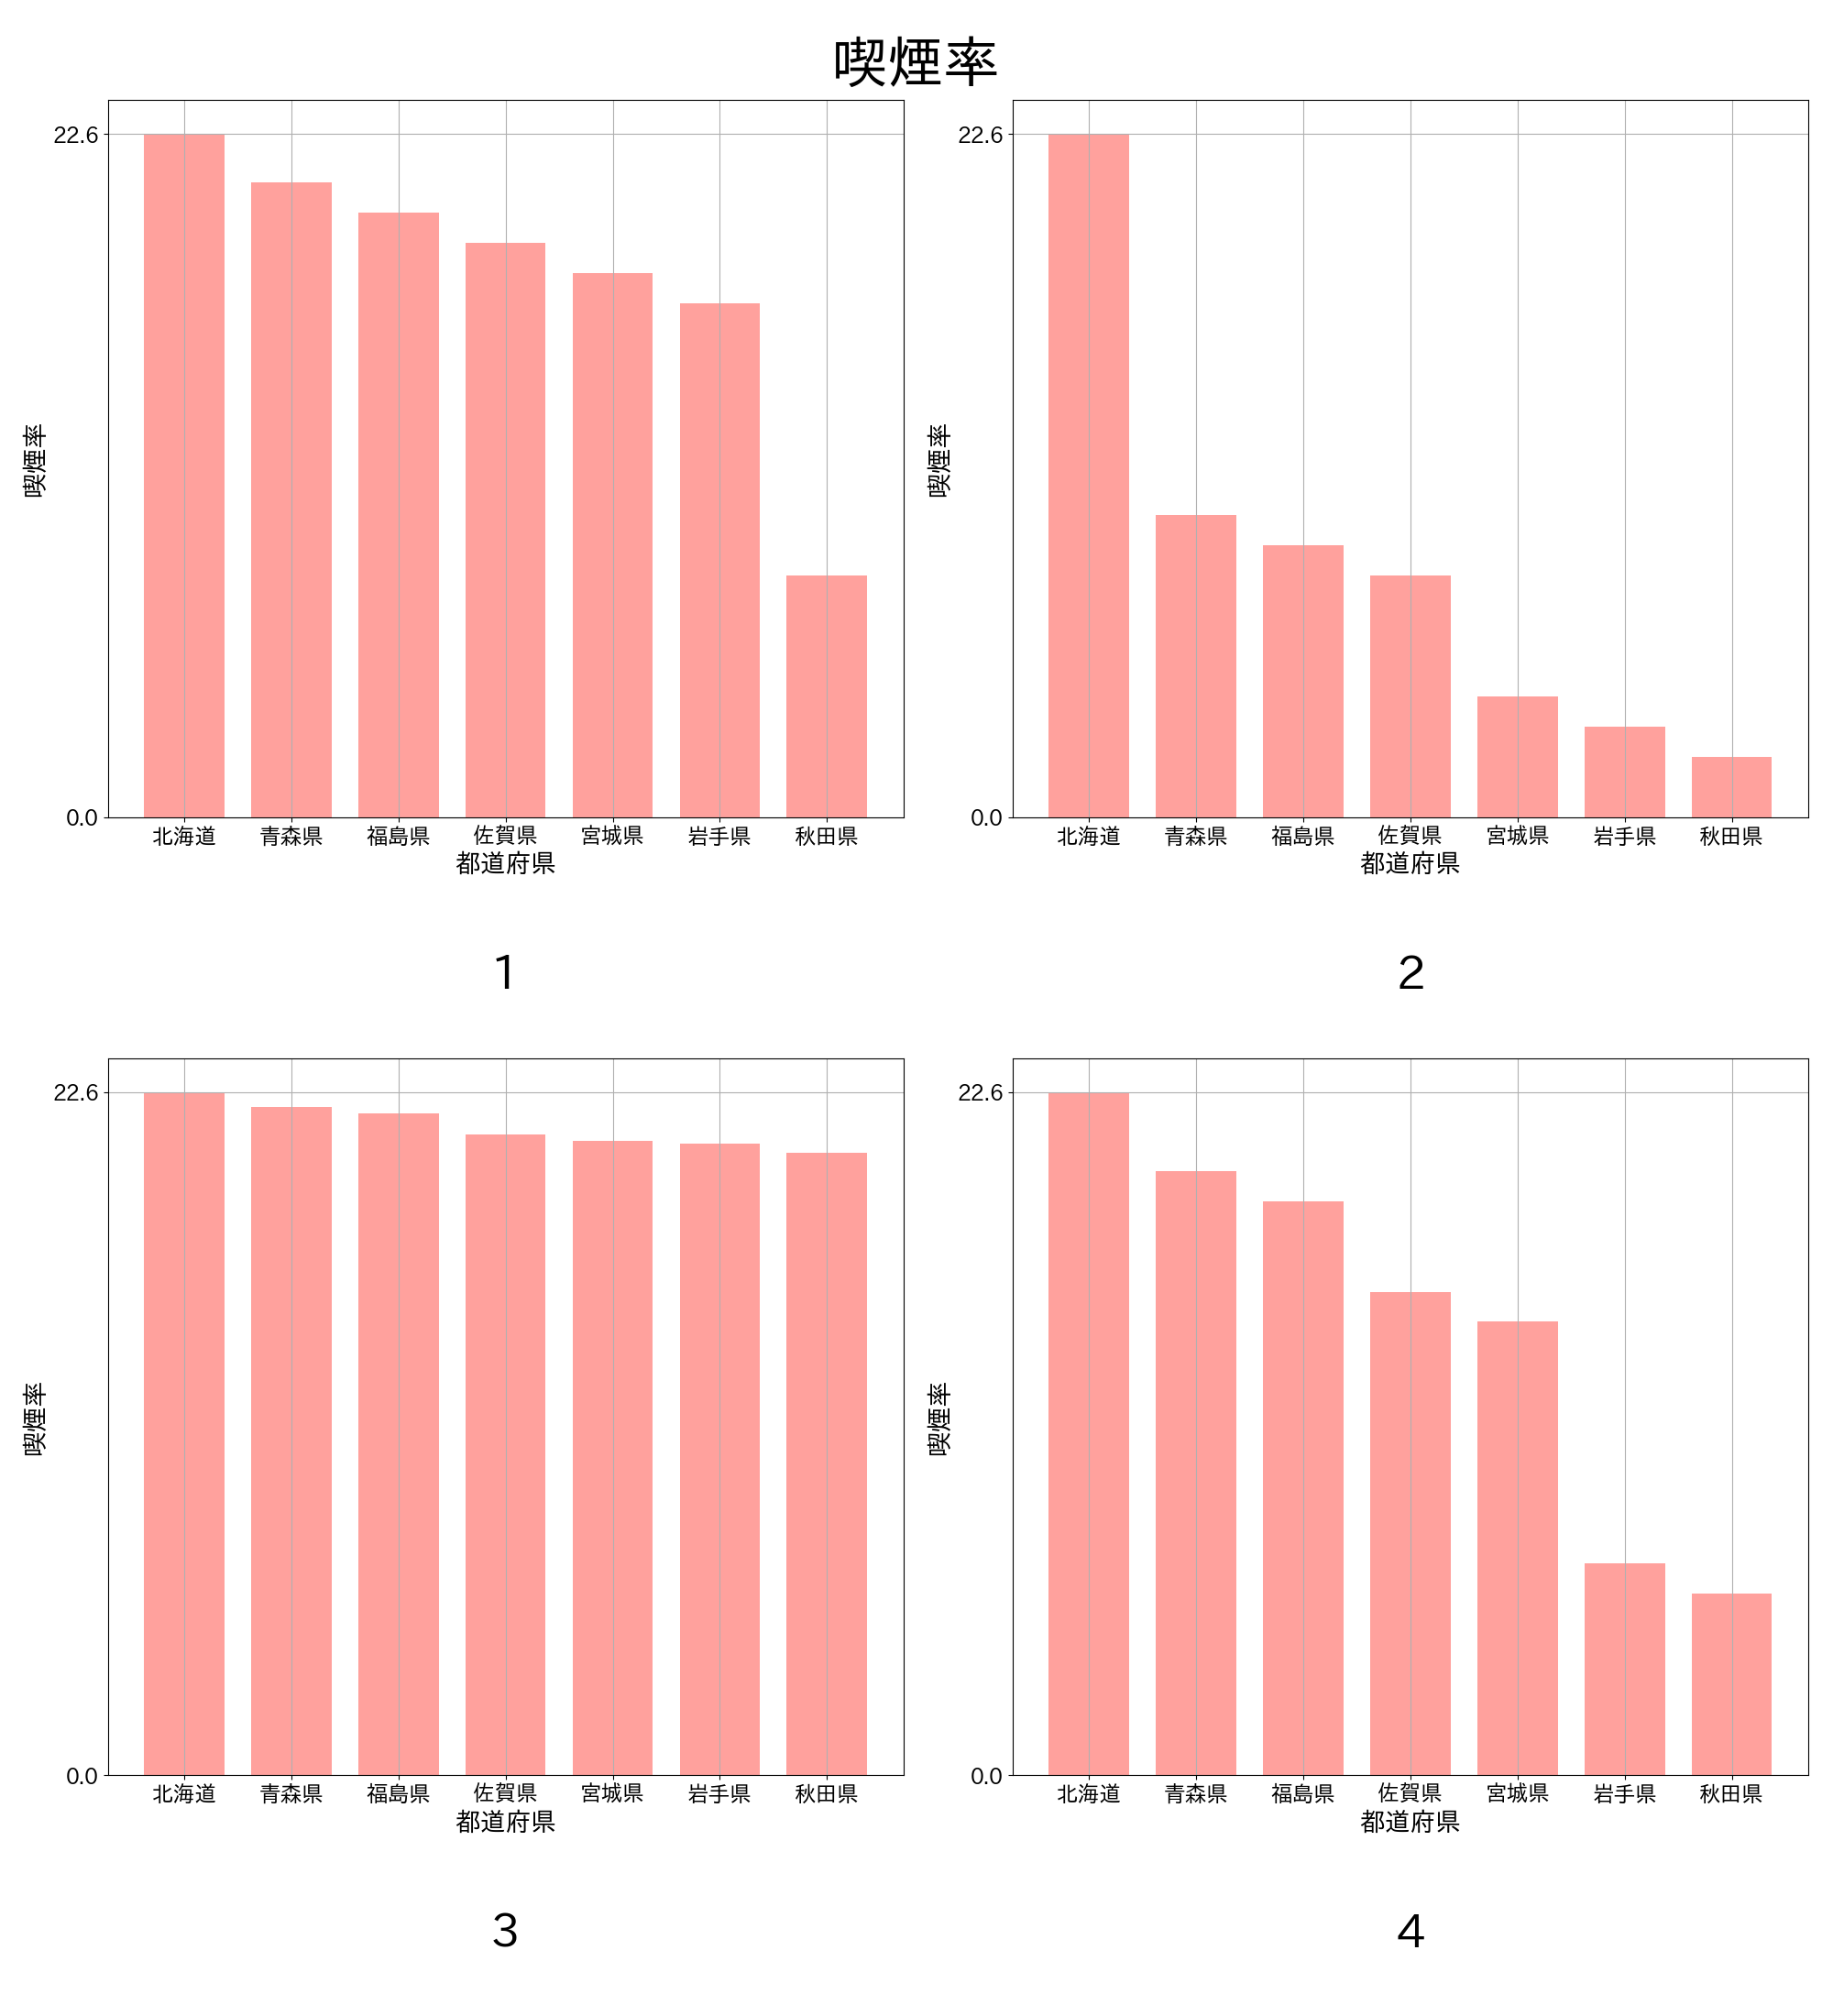 喫煙率
22.6
喫煙率
0.0
北海道 青森県 福島県 佐賀県 宮城県 岩手県 秋田県
都道府県
1
22.6
喫煙率
0.0
北海道 青森県 福島県 佐賀県 宮城県 岩手県 秋田県
都道府県
2
22.6
喫煙率
0.0
北海道 青森県 福島県 佐賀県 宮城県 岩手県 秋田県
都道府県
3
22.6
喫煙率
0.0
北海道 青森県 福島県 佐賀県 宮城県 岩手県 秋田県
都道府県
4